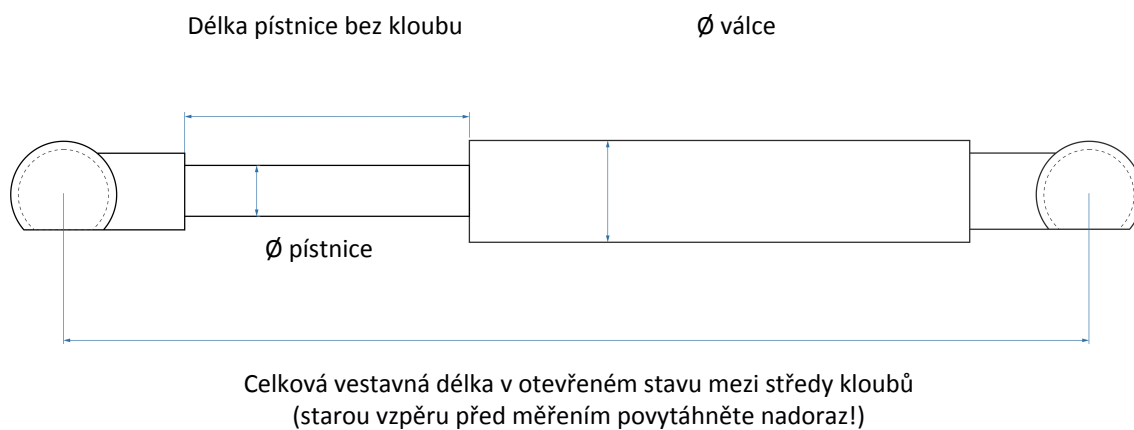 Délka pístnice bez kloubu
Ø válce
Ø pístnice
Celková vestavná délka v otevřeném stavu mezi středy kloubů
(starou vzpěru před měřením povytáhněte nadoraz!)